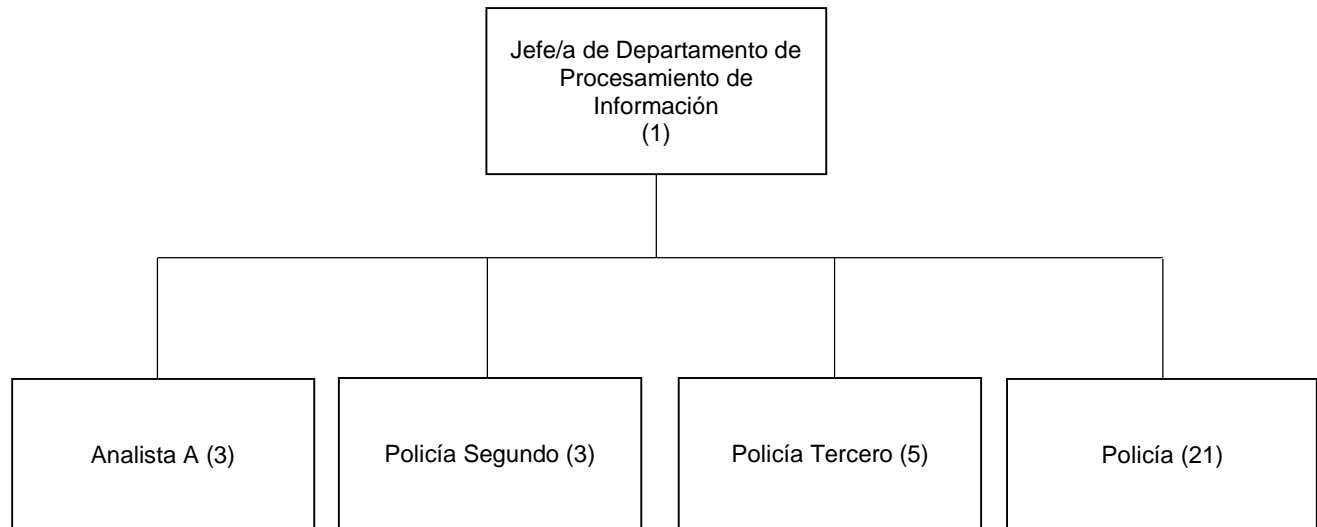 Jefe/a de Departamento de
Procesamiento de
Información
(1)
Analista A (3)
Policía Segundo (3)
Policía Tercero (5)
Policía (21)